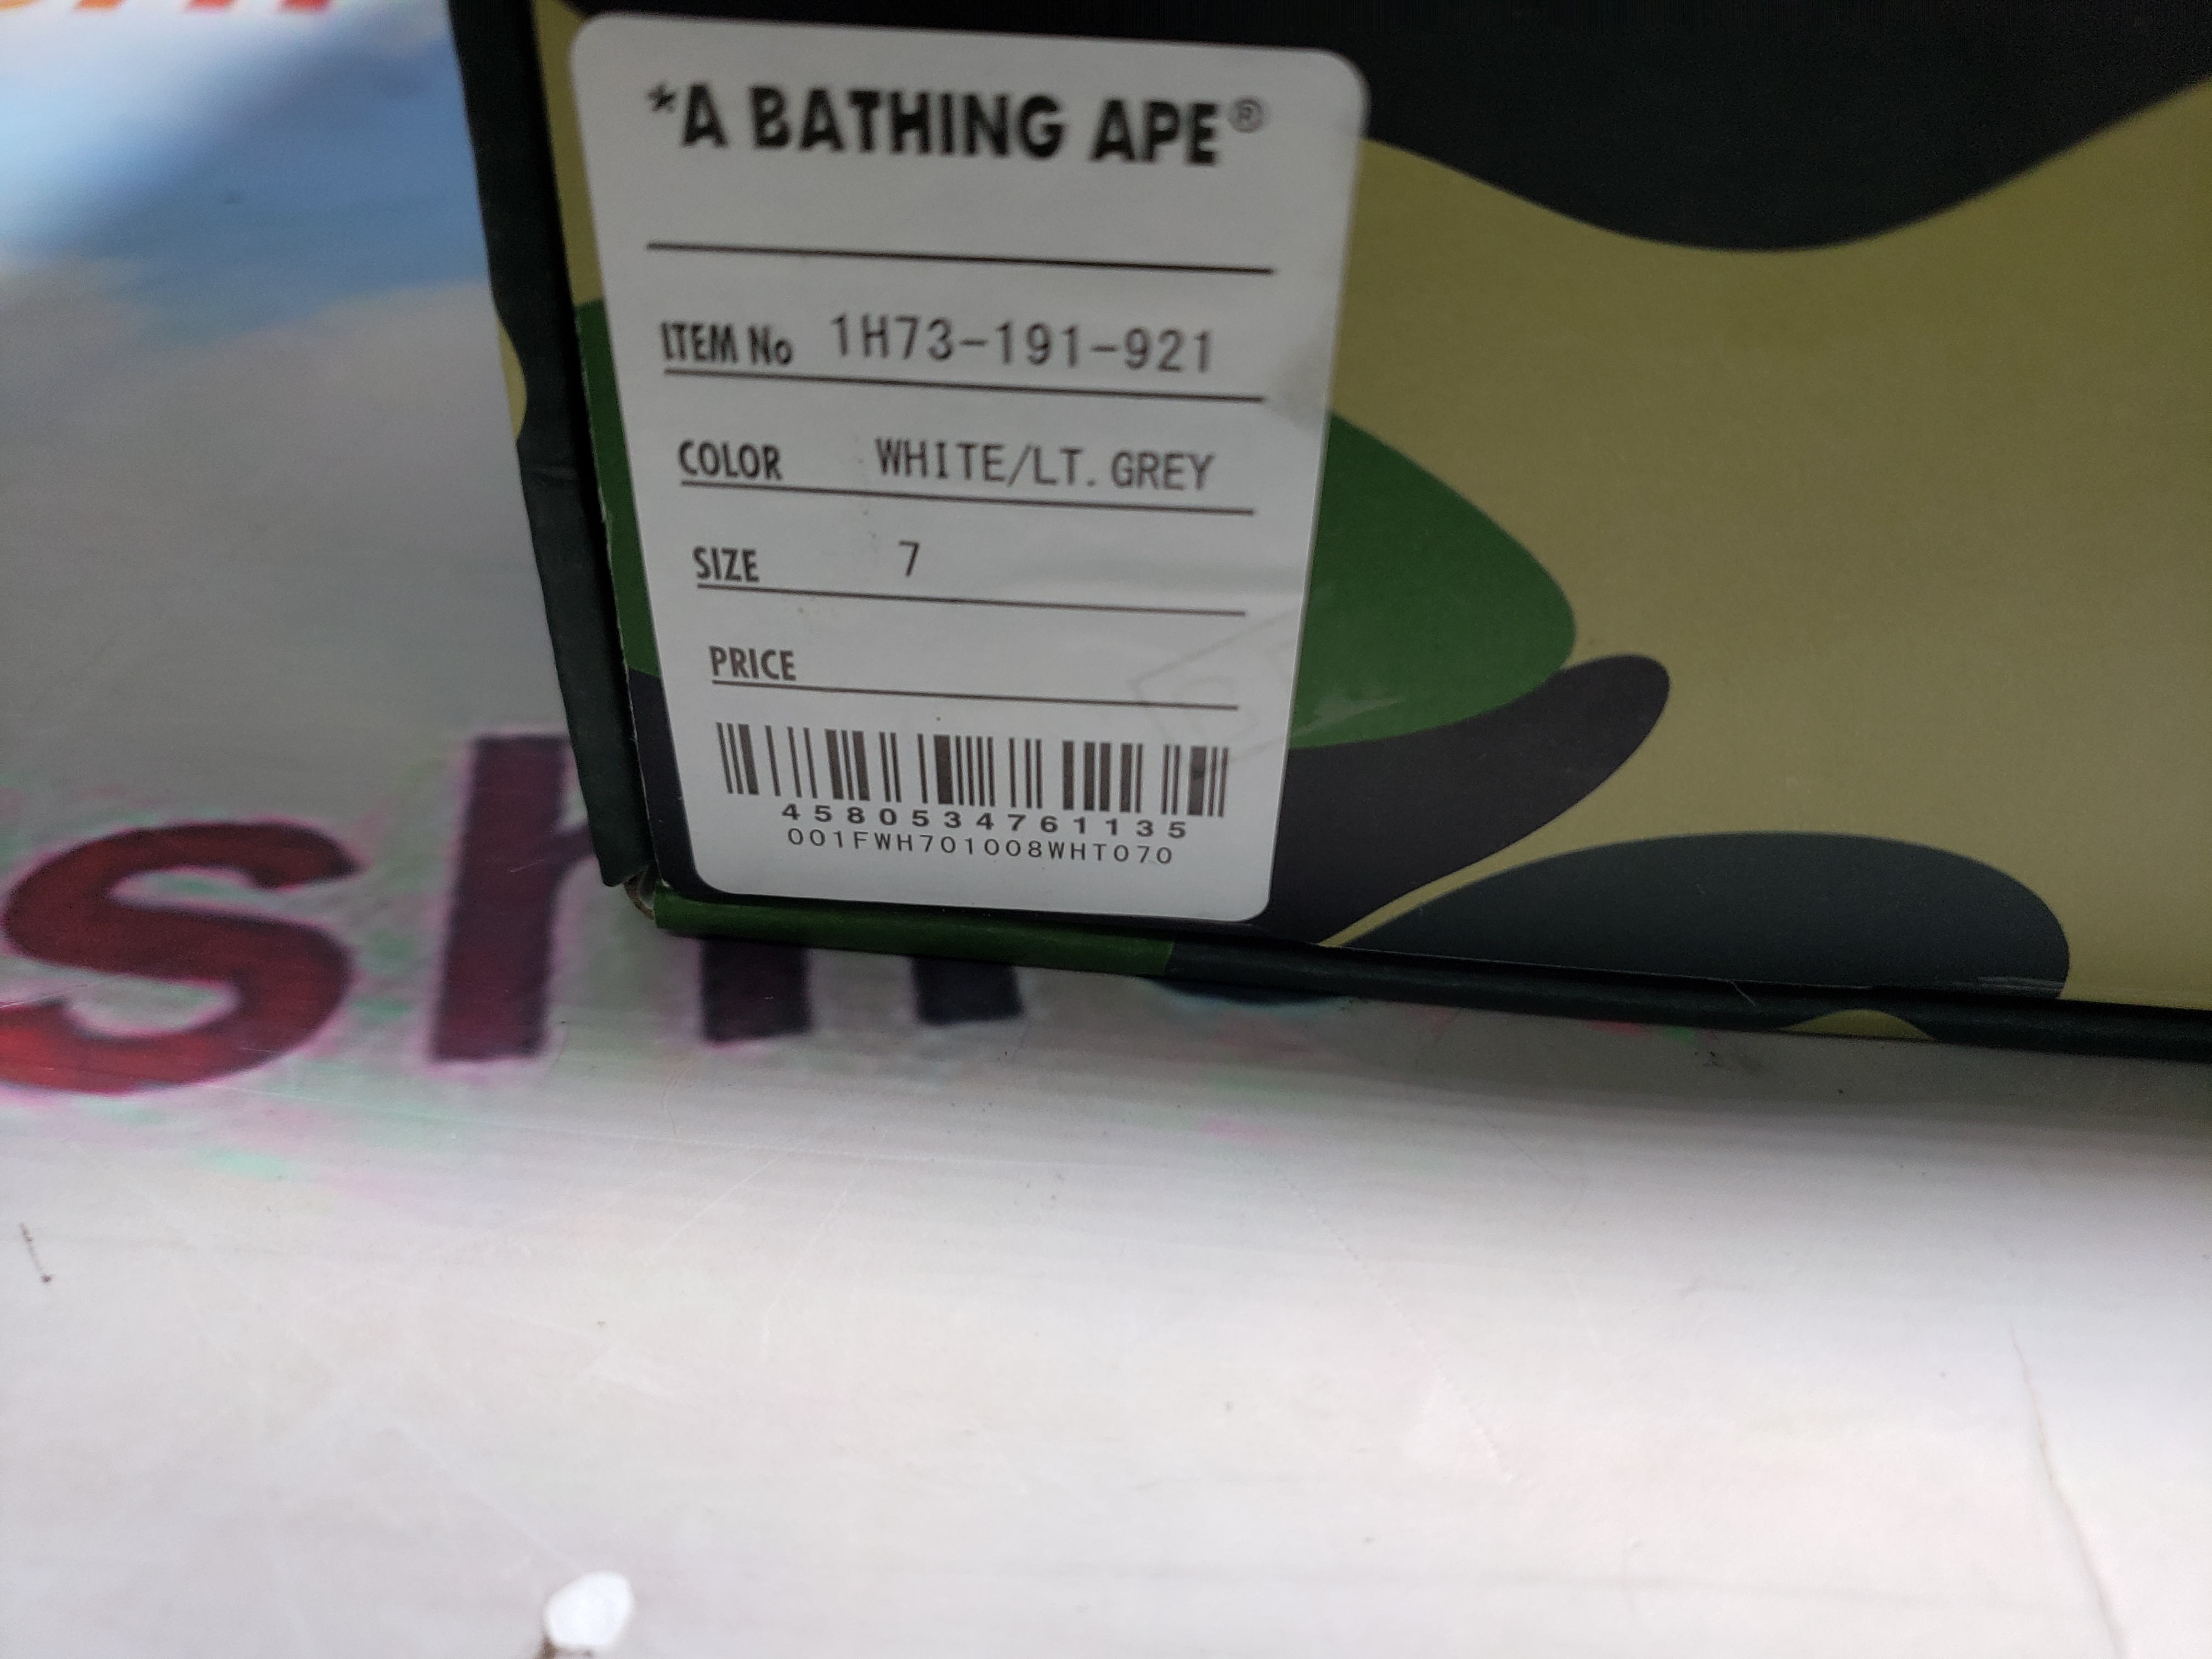 *A BATHING APE®
ITEM No 1H73-191-921
COLOR WHITE/LT. GREY
SIZE 7
PRICE
4580534761135
001FWH701008WHT070